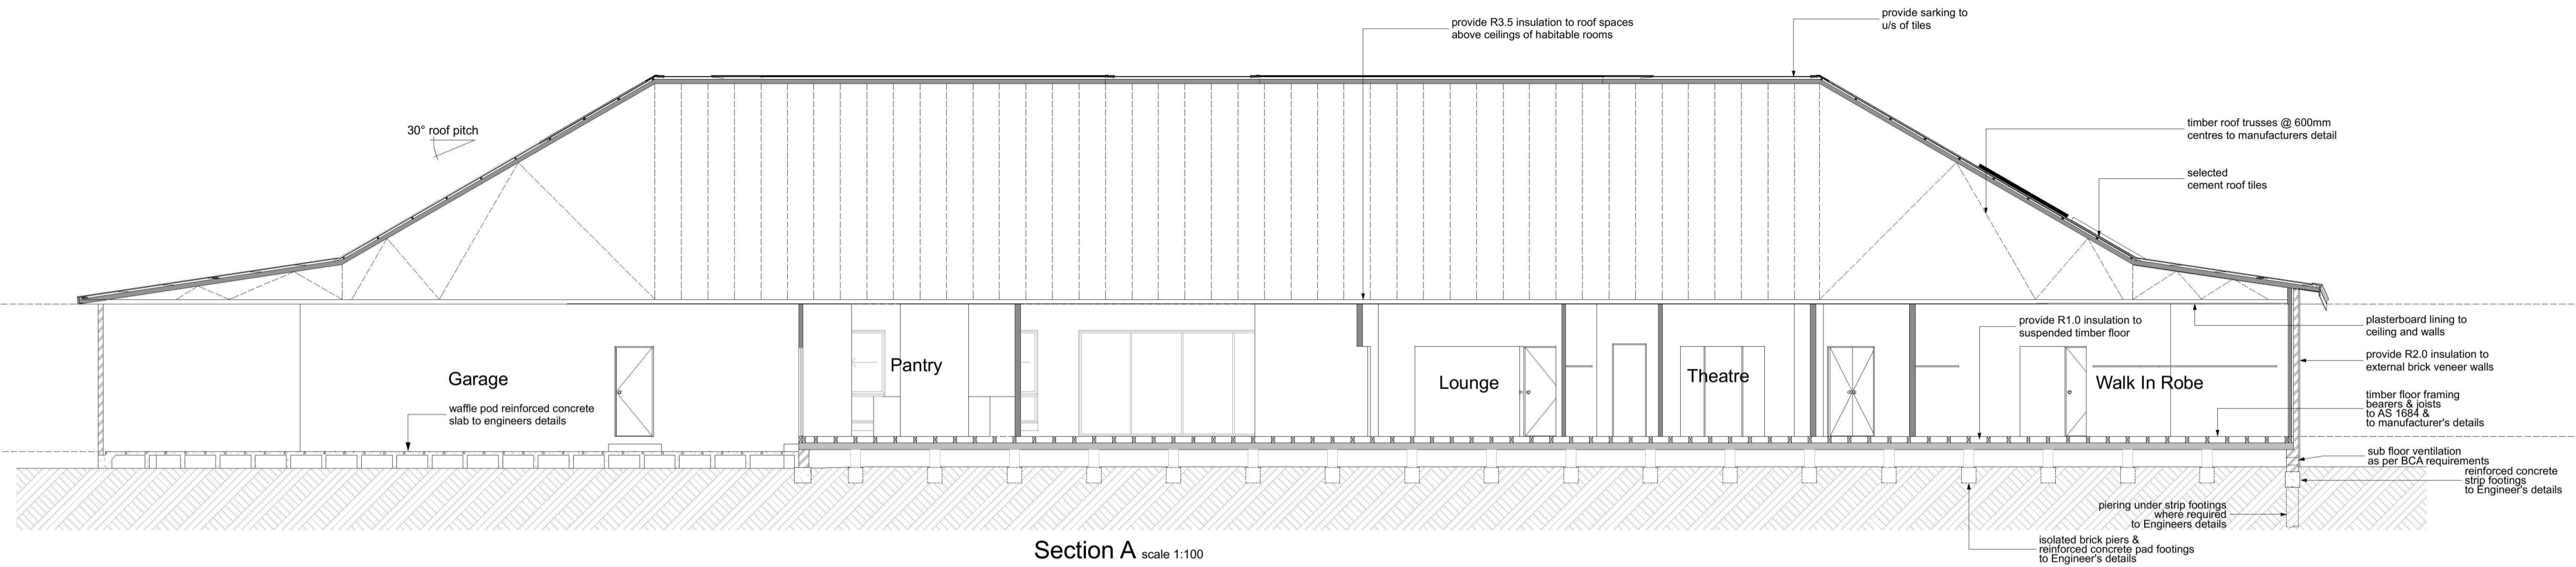 provide R3.5 insulation to roof spaces
above ceilings of habitable rooms
provide sarking to
u/s of tiles
30° roof pitch
timber roof trusses @ 600mm
centres to manufacturers detail
selected
cement roof tiles
provide R1.0 insulation to
suspended timber floor
plasterboard lining to
ceiling and walls
provide R2.0 insulation to
external brick veneer walls
Garage
Pantry
Lounge
Theatre
Walk In Robe
waffle pod reinforced concrete
slab to engineers details
timber floor framing
bearers & joists
to AS 1684 &
to manufacturer's details
sub floor ventilation
as per BCA requirements
reinforced concrete
strip footings
to Engineer's details
piering under strip footings
where required
to Engineers details
isolated brick piers &
reinforced concrete pad footings
to Engineer's details
Section A scale 1:100